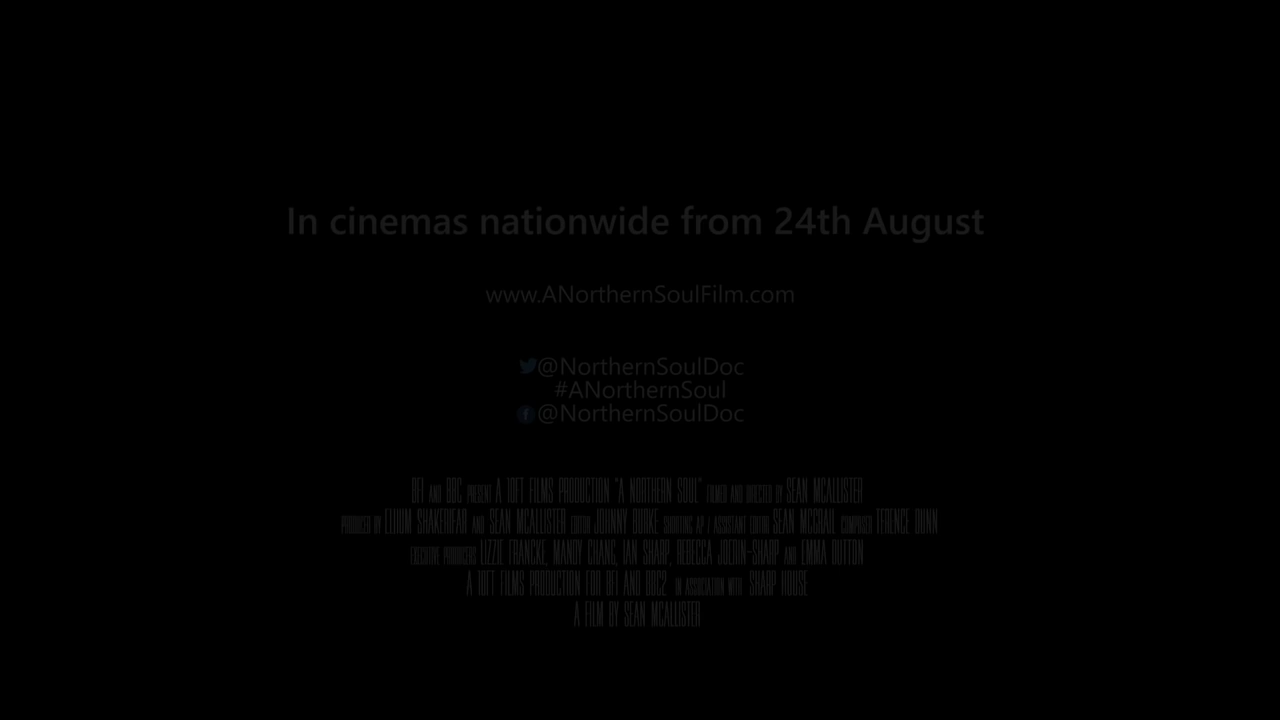 In cinemas nationwide from 24th August
www.ANorthernSoulFilm.com
@NorthernSoulDoc
#ANorthernSoul
@NorthernSoulDoc
BFI AND BBC PRESENT A TOFT FILMS PRODUCTION "A NORTHERN SOUL" FILMED AND DIRECTED BY SEAN MCALLISTER
PRODUCED BY ELHUM SHAKERIFAR AND SEAN MCALLISTER EDITOR JOHNNY BURKE SHOOTING AP / ASSISTANT EDITOR SEAN MCGRAIL COMPOSER TERENCE DUNN
EXECUTIVE PRODUCERS LIZZIE FRANCKE, MANDY CHANG, IAN SHARP, REBECCA JOERIN-SHARP AND EMMA DUTTON
A TOFT FILMS PRODUCTION FOR BFI AND BBC2 IN ASSOCIATION WITH SHARP HOUSE
A FILM BY SEAN MCALLISTER